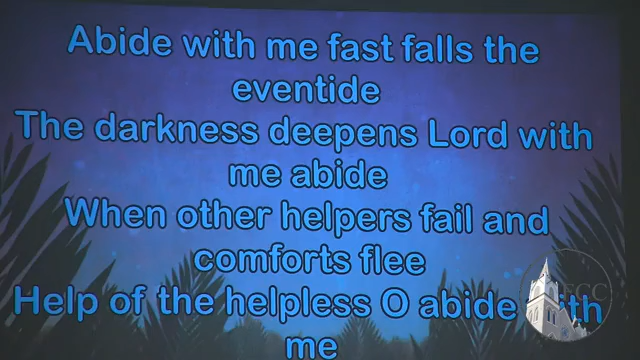 Abide with me fast falls the
eventide
The darkness deepens Lord with
me abide
When other helpers fail and
comforts flee
Help of the helpless O abide with
me